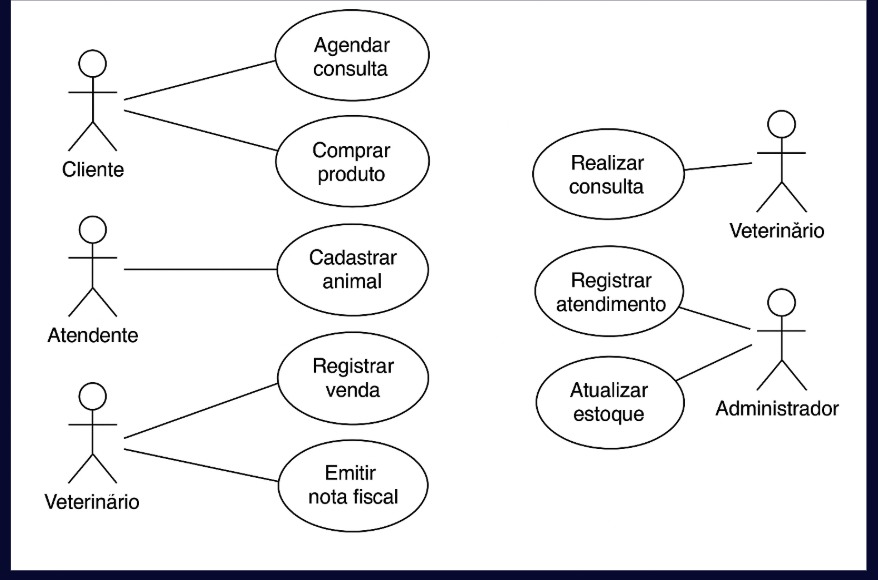 Agendar
consulta
Cliente
Comprar
produto
Atendente
Cadastrar
animal
Veterinário
Registrar
venda
Emitir
nota fiscal
Realizar
consulta
Veterinărio
Registrar
atendimento
Atualizar
estoque
Administrador